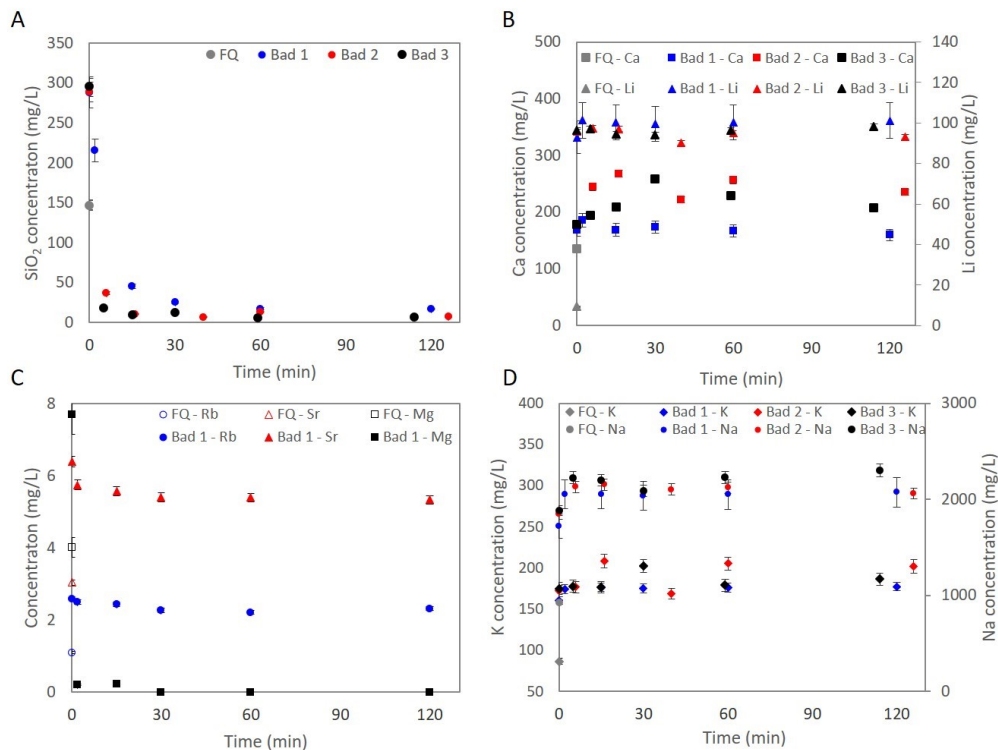 A
350
300
250
200
150
100
50
0
SiO₂ concentraton (mg/L)
FQ Bad 1 Bad 2 Bad 3
0 30 60 90 120
Time (min)
B
500
400
300
200
100
0
Ca concentration (mg/L)
FQ - Ca Bad 1 - Ca Bad 2 - Ca Bad 3 - Ca
FQ - Li Bad 1 - Li Bad 2 - Li Bad 3 - Li
140
120
100
80
60
40
20
0
Li concentration (mg/L)
0 30 60 90 120
Time (min)
C
8
6
4
2
0
Concentraton (mg/L)
FQ - Rb FQ - Sr FQ - Mg
Bad 1 - Rb Bad 1 - Sr Bad 1 - Mg
0 30 60 90 120
Time (min)
D
400
350
300
250
200
150
100
50
K concentration (mg/L)
FQ - K Bad 1 - K Bad 2 - K Bad 3 - K
FQ - Na Bad 1 - Na Bad 2 - Na Bad 3 - Na
3000
2000
1000
0
Na concentration (mg/L)
0 30 60 90 120
Time (min)